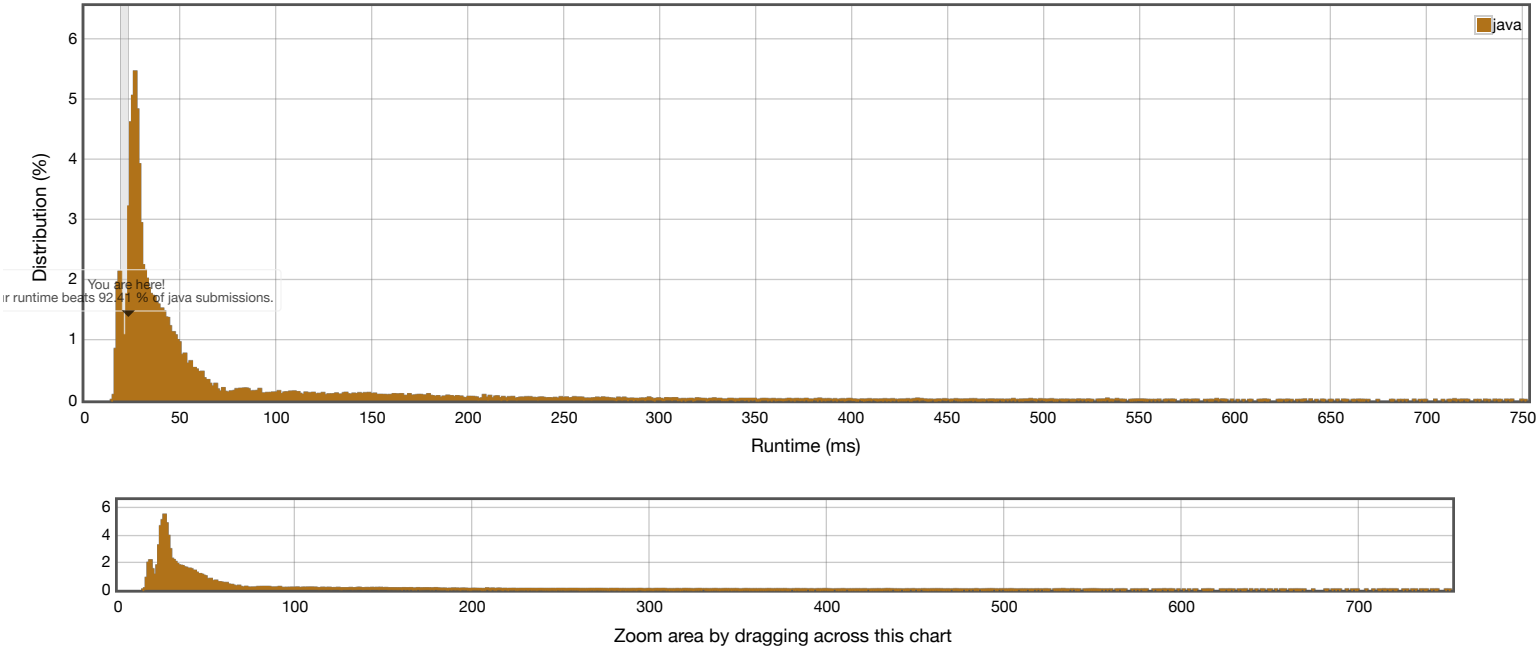 java
6
5
4
3
2
1
0
Distribution (%)
You are here!
r runtime beats 92.41 % of java submissions.
0 50 100 150 200 250 300 350 400 450 500 550 600 650 700 750
Runtime (ms)
6
4
2
0
0 100 200 300 400 500 600 700
Zoom area by dragging across this chart